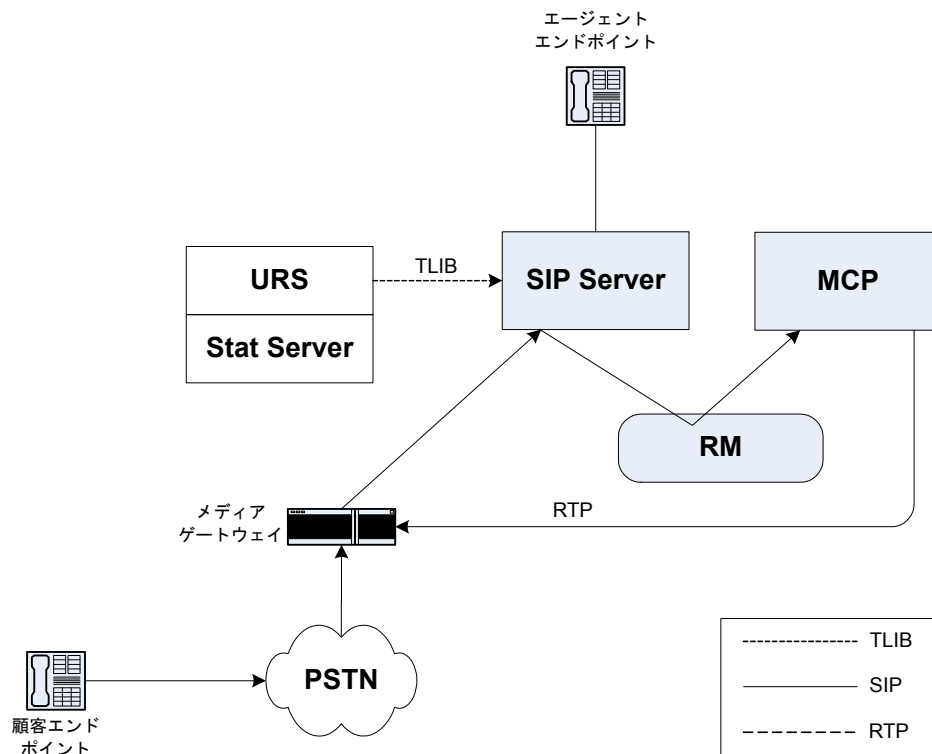 エージェント
エンドポイント
URS
TLIB
SIP Server
MCP
Stat Server
RM
メディア
ゲートウェイ
RTP
PSTN
顧客エンド
ポイント
TLIB
SIP
RTP